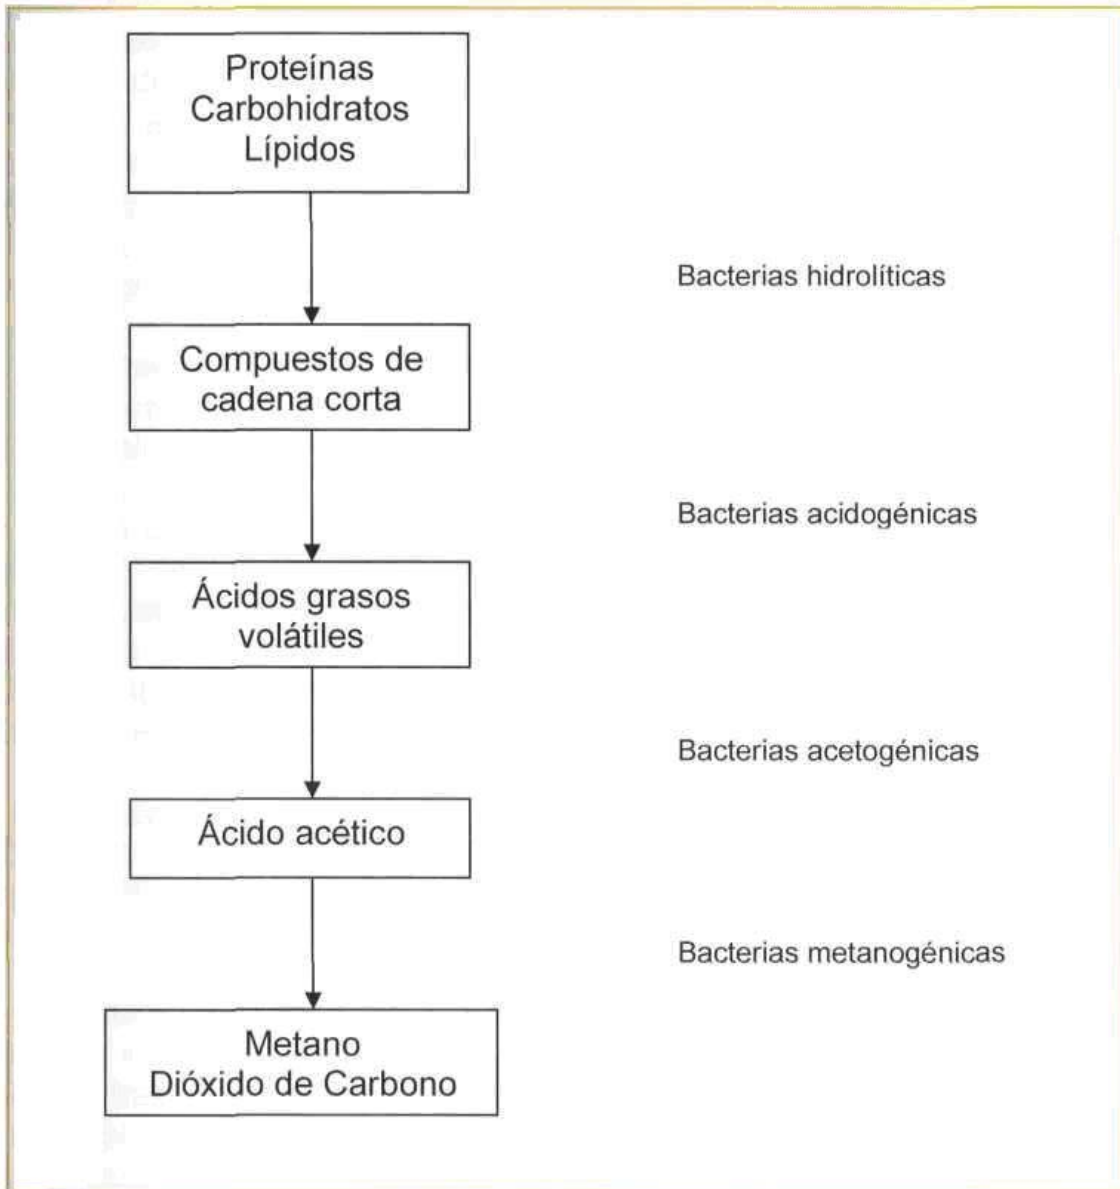 Proteínas
Carbohidratos
Lípidos
Bacterias hidrolíticas
Compuestos de
cadena corta
Bacterias acidogénicas
Ácidos grasos
volátiles
Bacterias acetogénicas
Ácido acético
Bacterias metanogénicas
Metano
Dióxido de Carbono